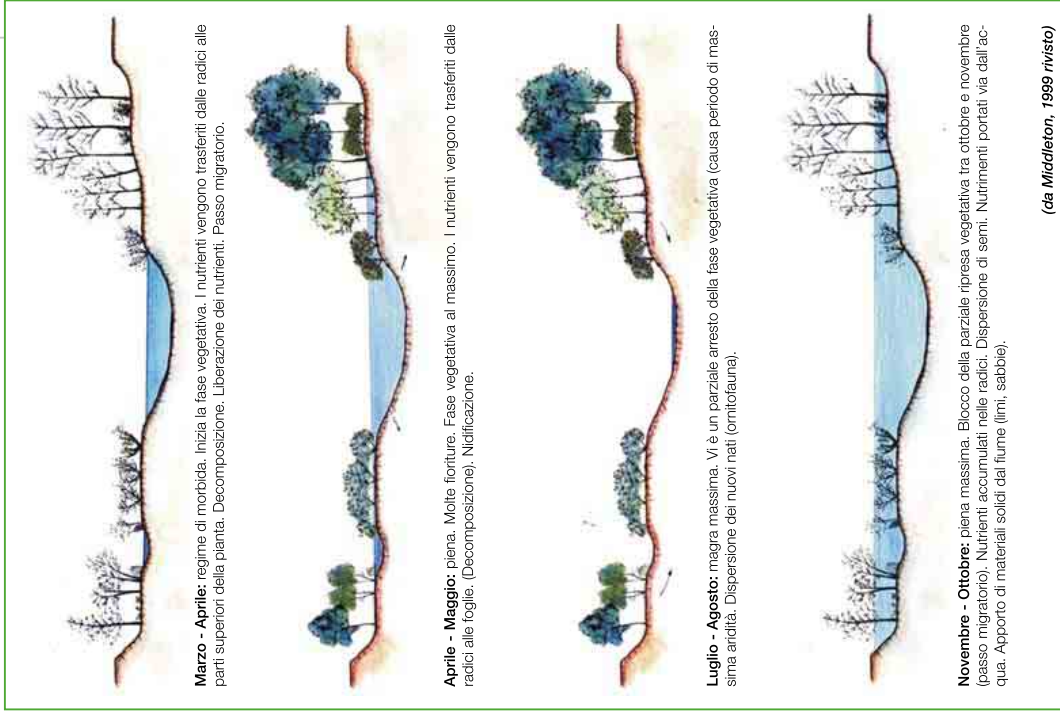 Marzo - Aprile: regime di morbida. Inizia la fase vegetativa. I nutrienti vengono trasferiti dalle radici alle
parti superiori della pianta. Decomposizione. Liberazione dei nutrienti. Passo migratorio.
Aprile - Maggio: piena. Molte fioriture. Fase vegetativa al massimo. I nutrienti vengono trasferiti dalle
radici alle foglie. (Decomposizione). Nidificazione.
Luglio - Agosto: magra massima. Vi è un parziale arresto della fase vegetativa (causa periodo di mas-
sima aridità. Dispersione dei nuovi nati (ornitofauna).
Novembre - Ottobre: piena massima. Blocco della parziale ripresa vegetativa tra ottobre e novembre
(passo migratorio). Nutrienti accumulati nelle radici. Dispersione di semi. Nutrimenti portati via dall'ac-
qua. Apporto di materiali solidi dal fiume (limi, sabbie).
(da Middleton, 1999 rivisto)